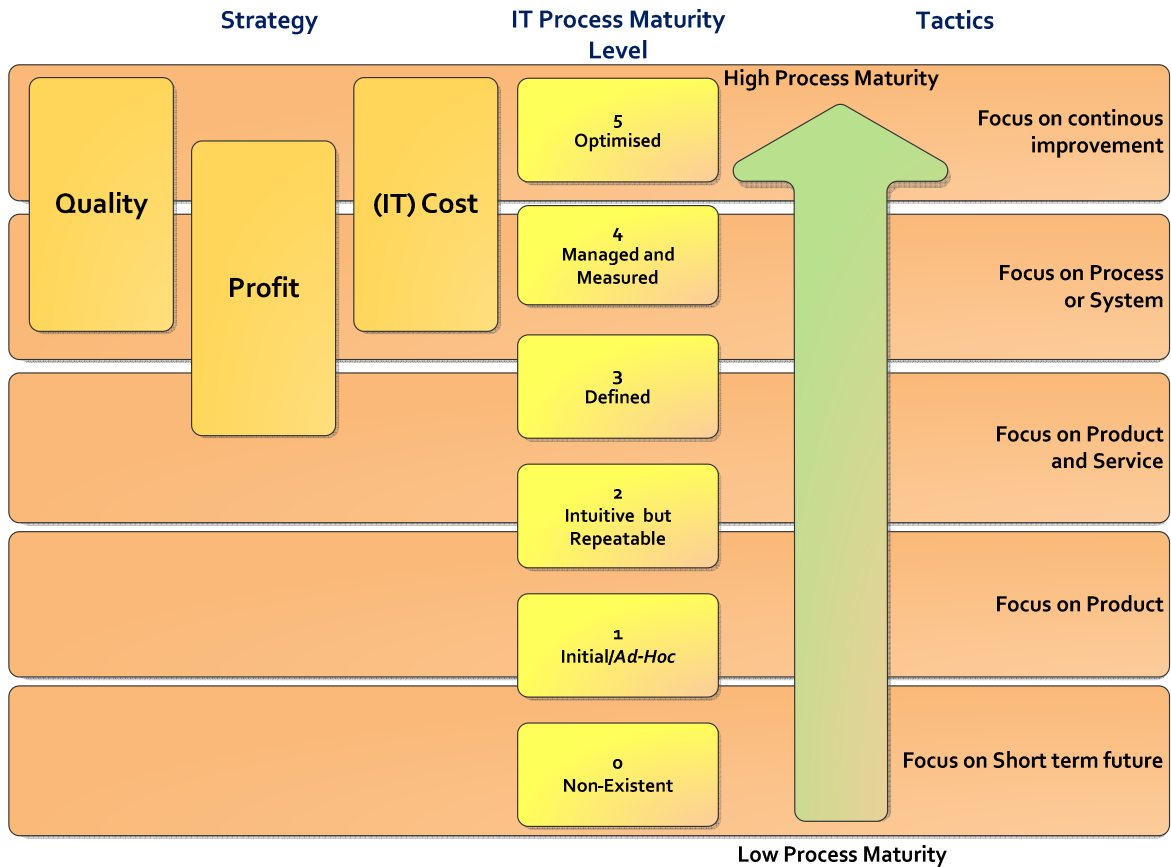 Strategy
IT Process Maturity
Level
Tactics
High Process Maturity
5
Optimised
Focus on continous
improvement
Quality
(IT) Cost
Profit
4
Managed and
Measured
Focus on Process
or System
3
Defined
Focus on Product
and Service
2
Intuitive but
Repeatable
Focus on Product
1
Initial/Ad-Hoc
0
Non-Existent
Focus on Short term future
Low Process Maturity